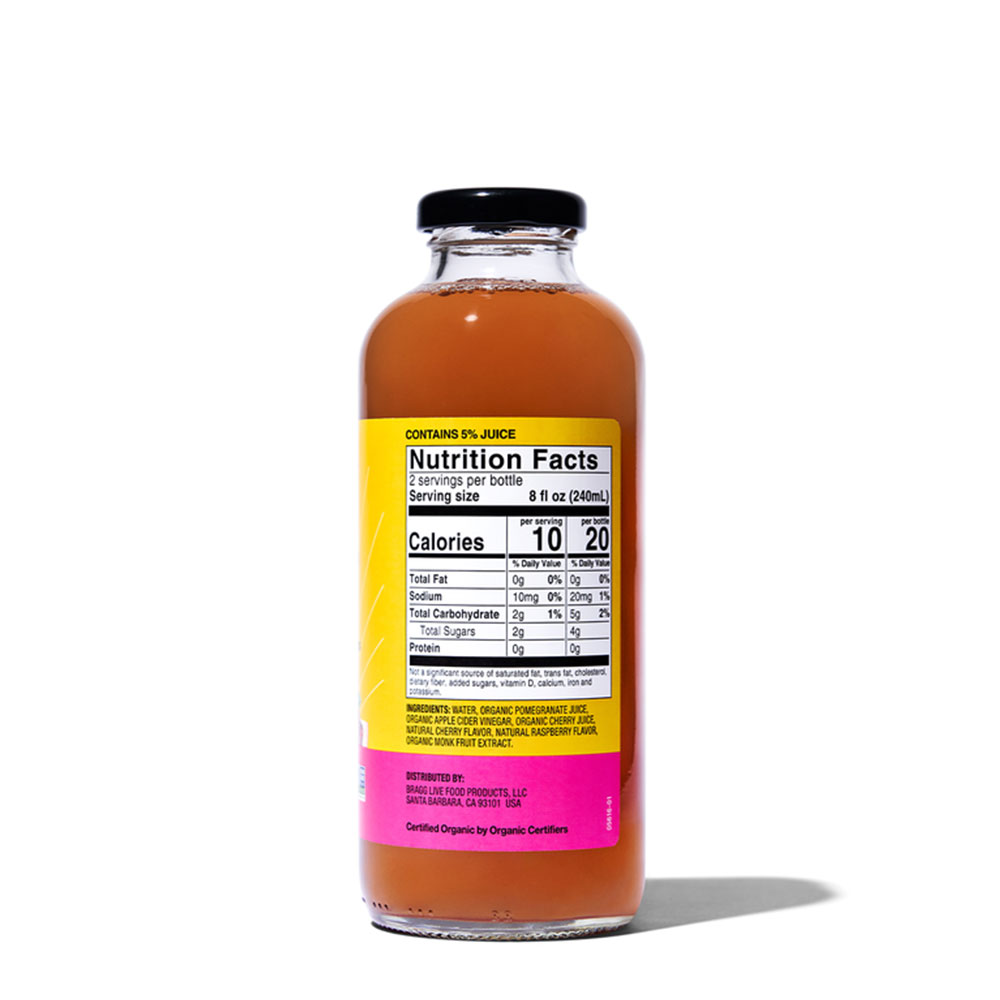 CONTAINS 5% JUICE
Nutrition Facts
2 servings per bottle
Serving size 8 fl oz (240mL)
per serving per bottle
Calories 10 20
% Daily Value % Daily Value
Total Fat 0g 0% 0g 0%
Sodium 10mg 0% 20mg 1%
Total Carbohydrate 2g 1% 5g 2%
Total Sugars 2g 4g
Protein 0g 0g
Not a significant source of saturated fat, trans fat, cholesterol,
dietary fiber, added sugars, vitamin D, calcium, iron and
potassium.
INGREDIENTS: WATER, ORGANIC POMEGRANATE JUICE,
ORGANIC APPLE CIDER VINEGAR, ORGANIC CHERRY JUICE,
NATURAL CHERRY FLAVOR, NATURAL RASPBERRY FLAVOR,
ORGANIC MONK FRUIT EXTRACT.
DISTRIBUTED BY:
BRAGG LIVE FOOD PRODUCTS, LLC
SANTA BARBARA, CA 93101 USA
Certified Organic by Organic Certifiers